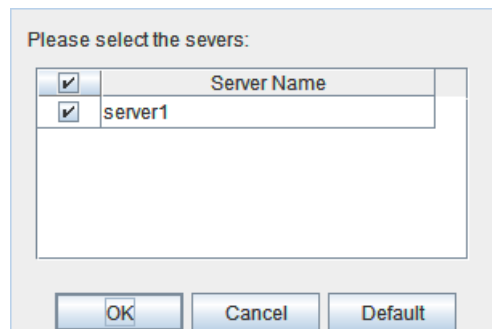 Please select the severs:
Server Name
server1
OK Cancel Default